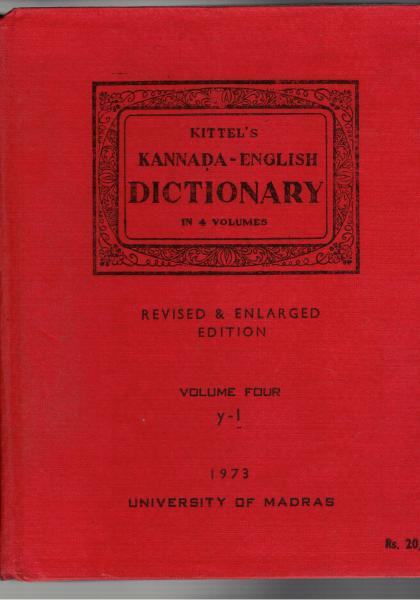 KITTEL'S
KANNAḌA-ENGLISH
DICTIONARY
IN 4 VOLUMES
REVISED & ENLARGED
EDITION
VOLUME FOUR
y-ḻ
1973
UNIVERSITY OF MADRAS
Rs. 20,